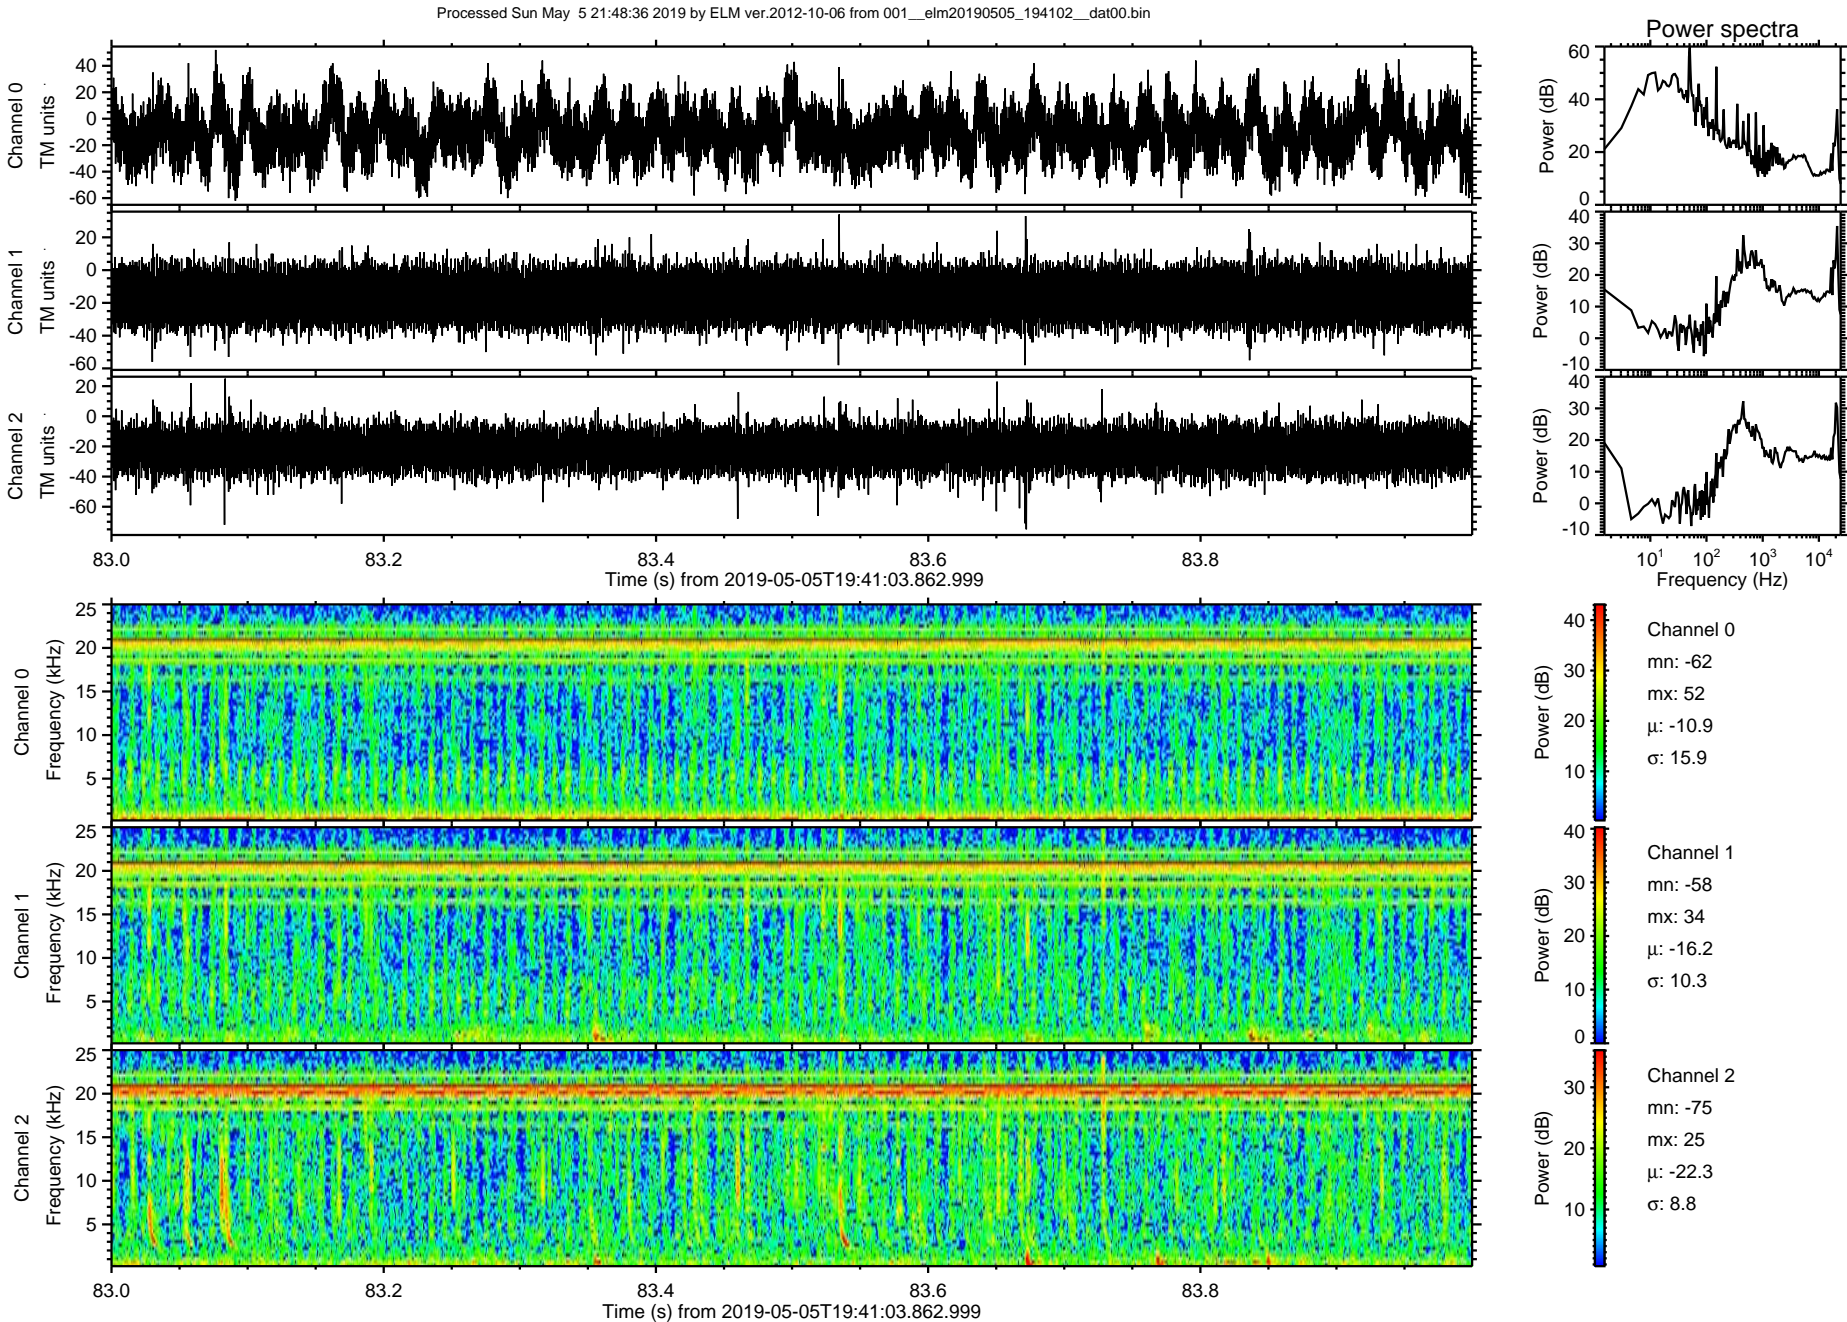 Processed Sun May 5 21:48:36 2019 by ELM ver.2012-10-06 from 001__elm20190505_194102__dat00.bin
Power spectra
Channel 0
TM units
40
20
0
-20
-40
-60
Power (dB)
60
40
20
0
Channel 1
TM units
20
0
-20
-40
-60
Power (dB)
40
30
20
10
0
-10
Channel 2
TM units
20
0
-20
-40
-60
Power (dB)
40
30
20
10
0
-10
83.0 83.2 83.4 83.6 83.8
Time (s) from 2019-05-05T19:41:03.862.999
10¹ 10² 10³ 10⁴
Frequency (Hz)
Channel 0
Frequency (kHz)
25
20
15
10
5
Power (dB)
40
30
20
10
Channel 0
mn: -62
mx: 52
μ: -10.9
σ: 15.9
Channel 1
Frequency (kHz)
25
20
15
10
5
Power (dB)
40
30
20
10
0
Channel 1
mn: -58
mx: 34
μ: -16.2
σ: 10.3
Channel 2
Frequency (kHz)
25
20
15
10
5
Power (dB)
30
20
10
Channel 2
mn: -75
mx: 25
μ: -22.3
σ: 8.8
83.0 83.2 83.4 83.6 83.8
Time (s) from 2019-05-05T19:41:03.862.999